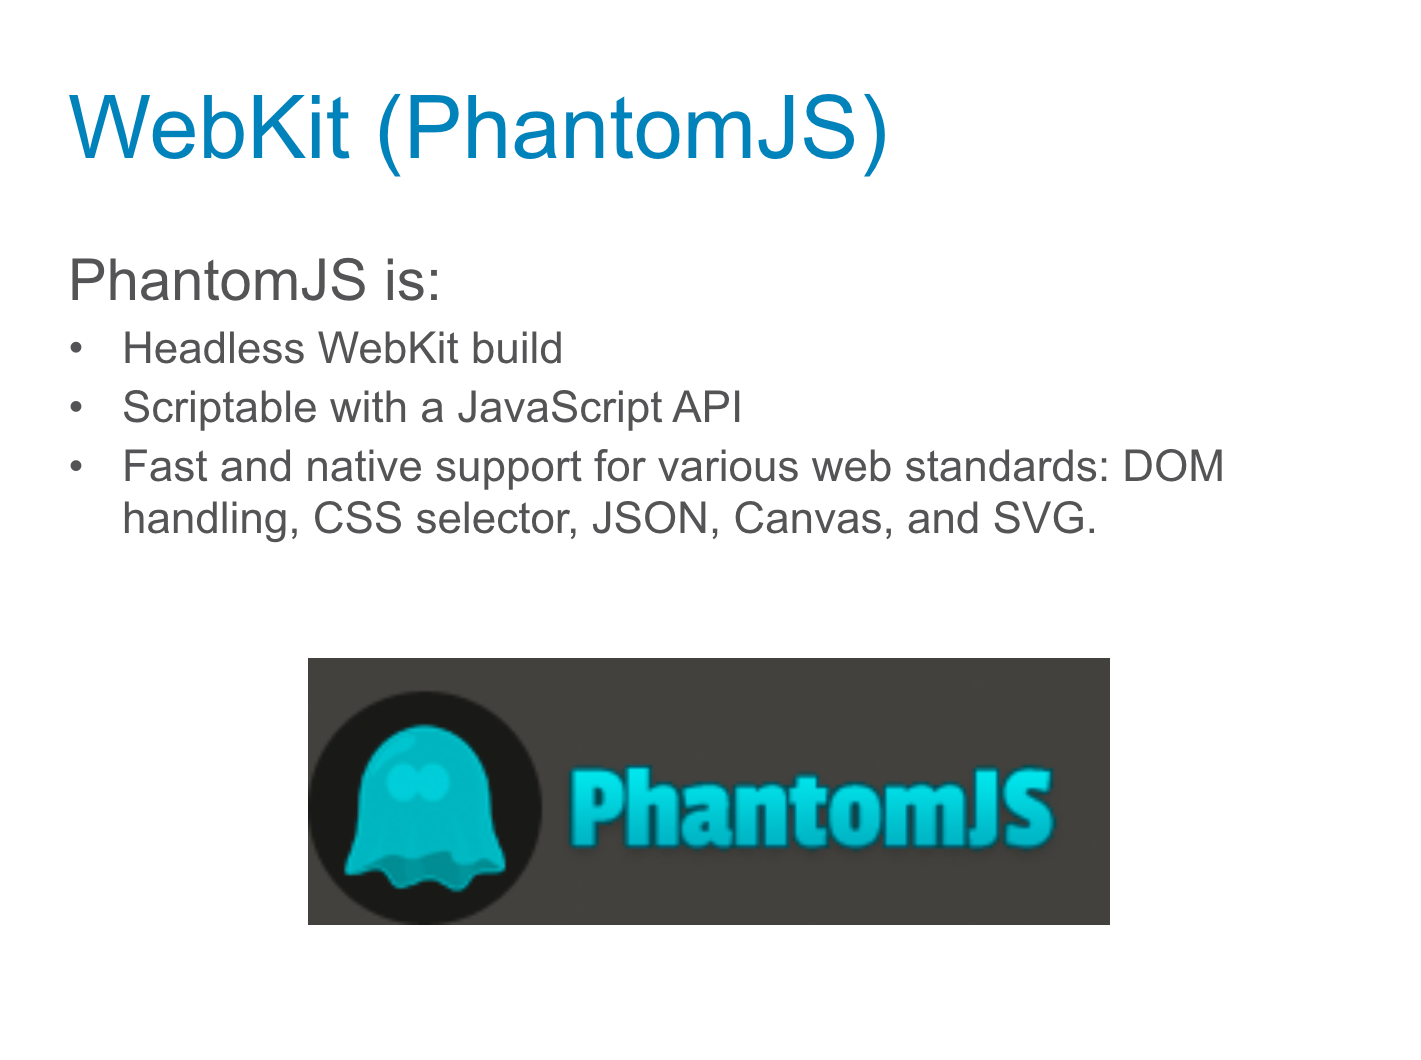 WebKit (PhantomJS)
PhantomJS is:
• Headless WebKit build
• Scriptable with a JavaScript API
• Fast and native support for various web standards: DOM
handling, CSS selector, JSON, Canvas, and SVG.
PhantomJS